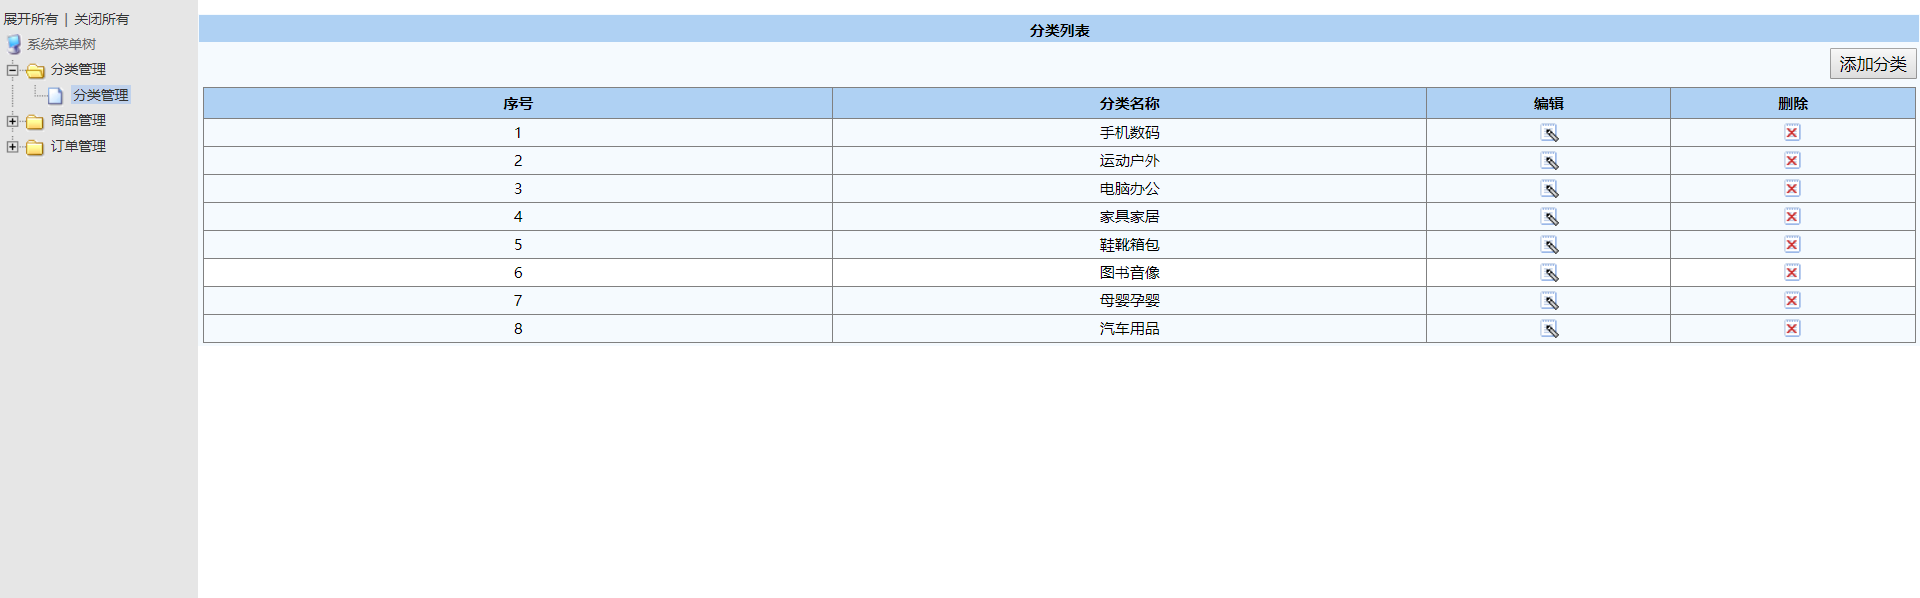 展开所有 | 关闭所有
系统菜单树
分类管理
分类管理
商品管理
订单管理
分类列表
添加分类
序号 分类名称 编辑 删除
1 手机数码
2 运动户外
3 电脑办公
4 家具家居
5 鞋靴箱包
6 图书音像
7 母婴孕婴
8 汽车用品